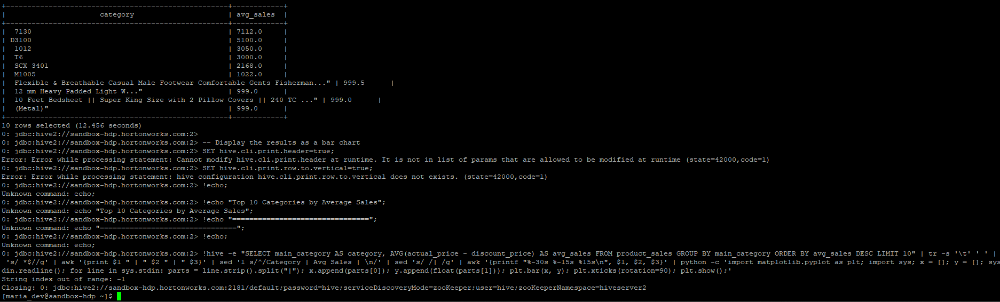 +----------------------------------------------------+------------+
|                      category                      | avg_sales  |
+----------------------------------------------------+------------+
|  7130                                              | 7112.0     |
| D3100                                              | 5100.0     |
|  1012                                              | 3050.0     |
|  T6                                                | 3000.0     |
|  SCX 3401                                          | 2168.0     |
|  M1005                                             | 1022.0     |
|  Flexible & Breathable Casual Male Footwear Comfortable Gents Fisherman..." | 999.5      |
|  12 mm Heavy Padded Light W..."                    | 999.0      |
|  10 Feet Bedsheet || Super King Size with 2 Pillow Covers || 240 TC ..." | 999.0      |
|  (Metal)"                                          | 999.0      |
+----------------------------------------------------+------------+
10 rows selected (12.456 seconds)
0: jdbc:hive2://sandbox-hdp.hortonworks.com:2>
0: jdbc:hive2://sandbox-hdp.hortonworks.com:2> -- Display the results as a bar chart
0: jdbc:hive2://sandbox-hdp.hortonworks.com:2> SET hive.cli.print.header=true;
Error: Error while processing statement: Cannot modify hive.cli.print.header at runtime. It is not in list of params that are allowed to be modified at runtime (state=42000,code=1)
0: jdbc:hive2://sandbox-hdp.hortonworks.com:2> SET hive.cli.print.row.to.vertical=true;
Error: Error while processing statement: hive configuration hive.cli.print.row.to.vertical does not exists. (state=42000,code=1)
0: jdbc:hive2://sandbox-hdp.hortonworks.com:2> !echo;
Unknown command: echo;
0: jdbc:hive2://sandbox-hdp.hortonworks.com:2> !echo "Top 10 Categories by Average Sales";
Unknown command: echo "Top 10 Categories by Average Sales";
0: jdbc:hive2://sandbox-hdp.hortonworks.com:2> !echo "================================";
Unknown command: echo "================================";
0: jdbc:hive2://sandbox-hdp.hortonworks.com:2> !echo;
Unknown command: echo;
0: jdbc:hive2://sandbox-hdp.hortonworks.com:2> !hive -e "SELECT main_category AS category, AVG(actual_price - discount_price) AS avg_sales FROM product_sales GROUP BY main_category ORDER BY avg_sales DESC LIMIT 10" | tr -s '\t' ' ' |
 's/ *$//g' | awk '{print $1 " | " $2 " | " $3}' | sed '1 s/^/Category | Avg Sales | \n/' | sed 's/ /| /g' | awk '{printf "%-30s %-15s %15s\n", $1, $2, $3}' | python -c 'import matplotlib.pyplot as plt; import sys; x = []; y = []; sys
din.readline(); for line in sys.stdin: parts = line.strip().split("|"); x.append(parts[0]); y.append(float(parts[1])); plt.bar(x, y); plt.xticks(rotation=90); plt.show();'
String index out of range: -1
Closing: 0: jdbc:hive2://sandbox-hdp.hortonworks.com:2181/default;password=hive;serviceDiscoveryMode=zooKeeper;user=hive;zooKeeperNamespace=hiveserver2
[maria_dev@sandbox-hdp ~]$